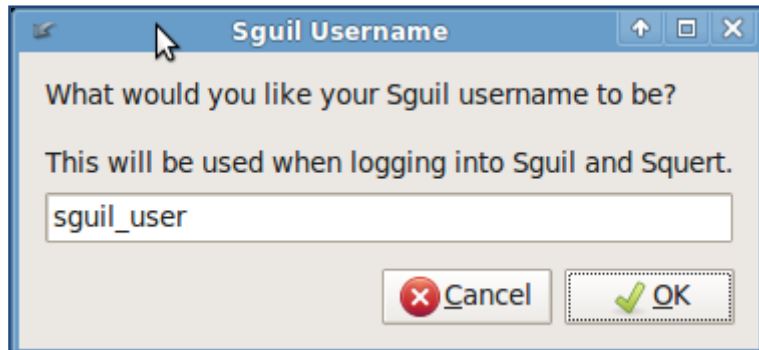 Sguil Username
What would you like your Sguil username to be?
This will be used when logging into Sguil and Squert.
sguil_user
Cancel
OK